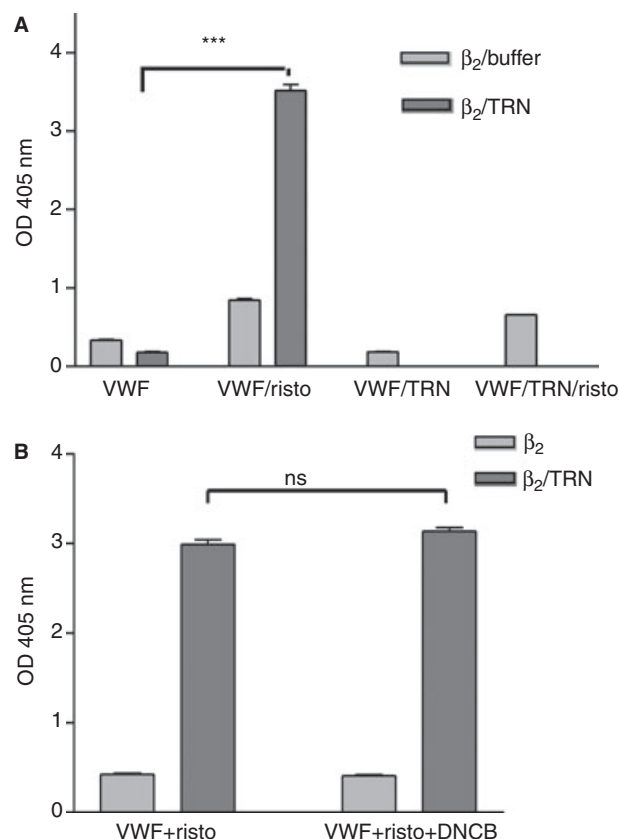 A
***
β2/buffer
β2/TRN
OD 405 nm
4
3
2
1
0
VWF VWF/risto VWF/TRN VWF/TRN/risto
B
β2
β2/TRN
ns
OD 405 nm
4
3
2
1
0
VWF+risto VWF+risto+DNCB